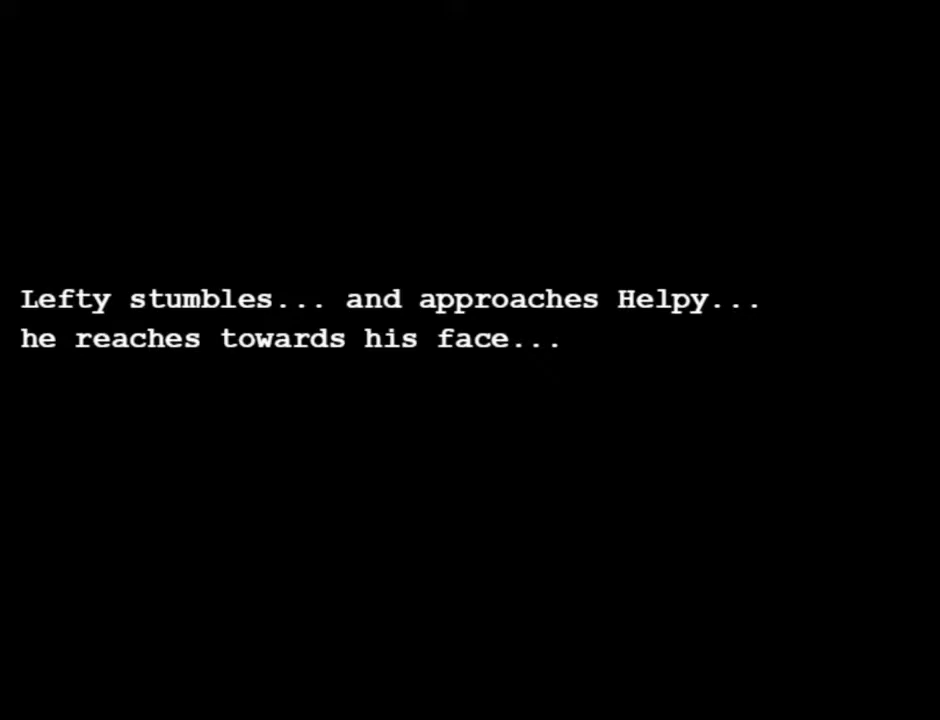 Lefty stumbles... and approaches Helpy...
he reaches towards his face...